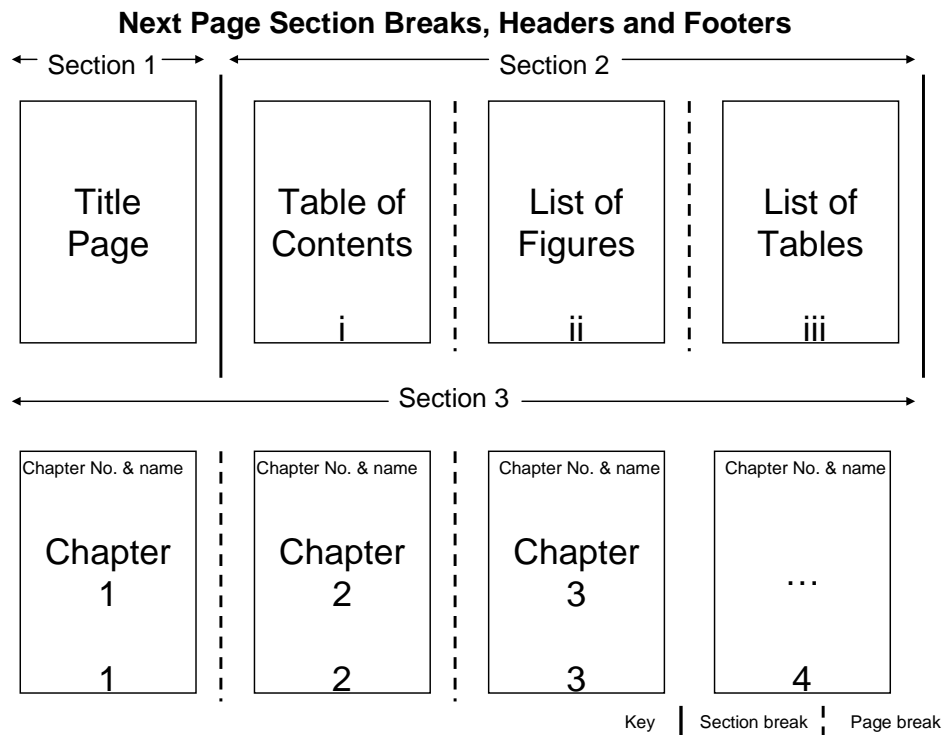 Next Page Section Breaks, Headers and Footers
Section 1
Section 2
Title
Page
Table of
Contents
i
List of
Figures
ii
List of
Tables
iii
Section 3
Chapter No. & name
Chapter
1
1
Chapter No. & name
Chapter
2
2
Chapter No. & name
Chapter
3
3
Chapter No. & name
…
4
Key Section break Page break